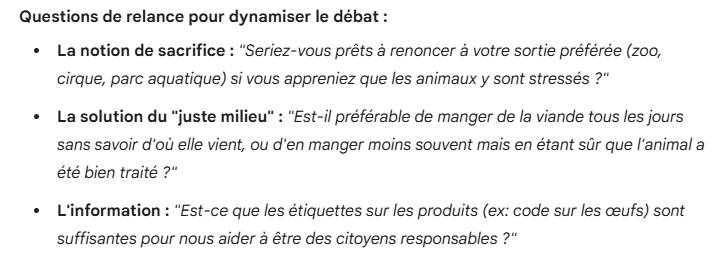 Questions de relance pour dynamiser le débat :
• La notion de sacrifice : "Seriez-vous prêts à renoncer à votre sortie préférée (zoo,
cirque, parc aquatique) si vous appreniez que les animaux y sont stressés ?"
• La solution du "juste milieu" : "Est-il préférable de manger de la viande tous les jours
sans savoir d'où elle vient, ou d'en manger moins souvent mais en étant sûr que l'animal a
été bien traité ?"
• L'information : "Est-ce que les étiquettes sur les produits (ex: code sur les œufs) sont
suffisantes pour nous aider à être des citoyens responsables ?"